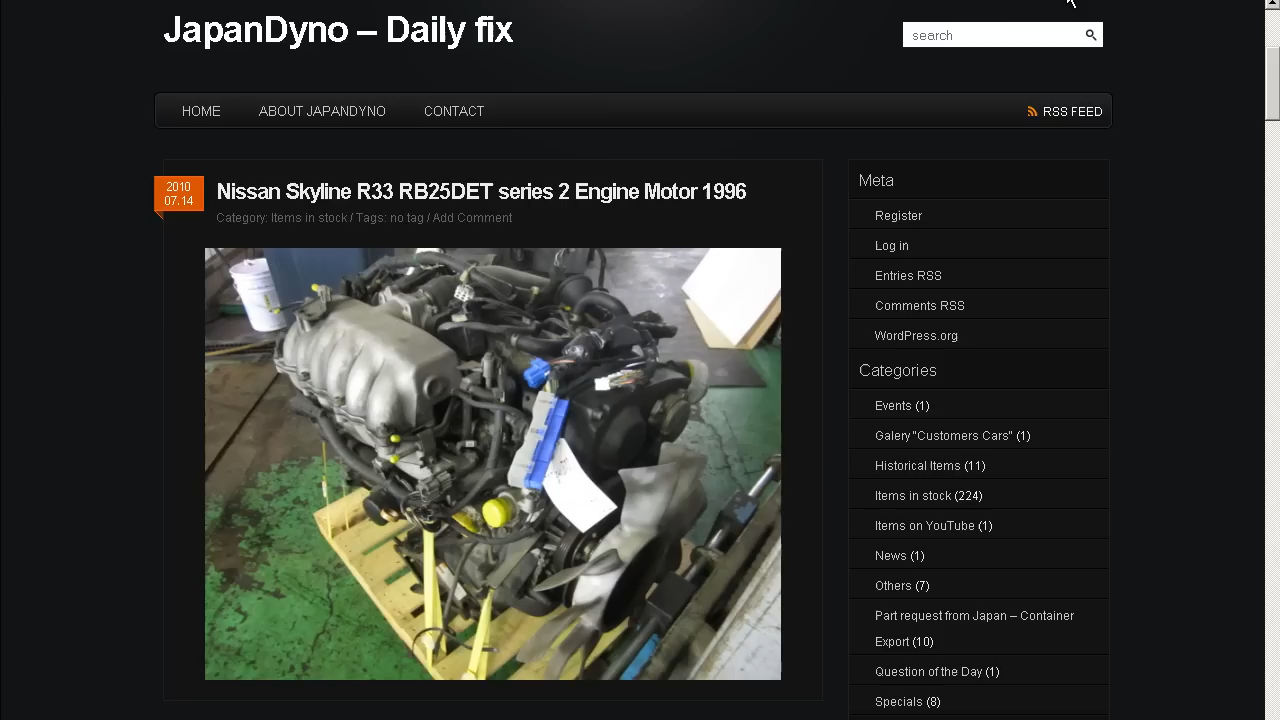 JapanDyno – Daily fix
search
HOME ABOUT JAPANDYNO CONTACT RSS FEED
2010
07.14
Nissan Skyline R33 RB25DET series 2 Engine Motor 1996
Category: Items in stock / Tags: no tag / Add Comment
Meta
Register
Log in
Entries RSS
Comments RSS
WordPress.org
Categories
Events (1)
Galery "Customers Cars" (1)
Historical Items (11)
Items in stock (224)
Items on YouTube (1)
News (1)
Others (7)
Part request from Japan – Container
Export (10)
Question of the Day (1)
Specials (8)